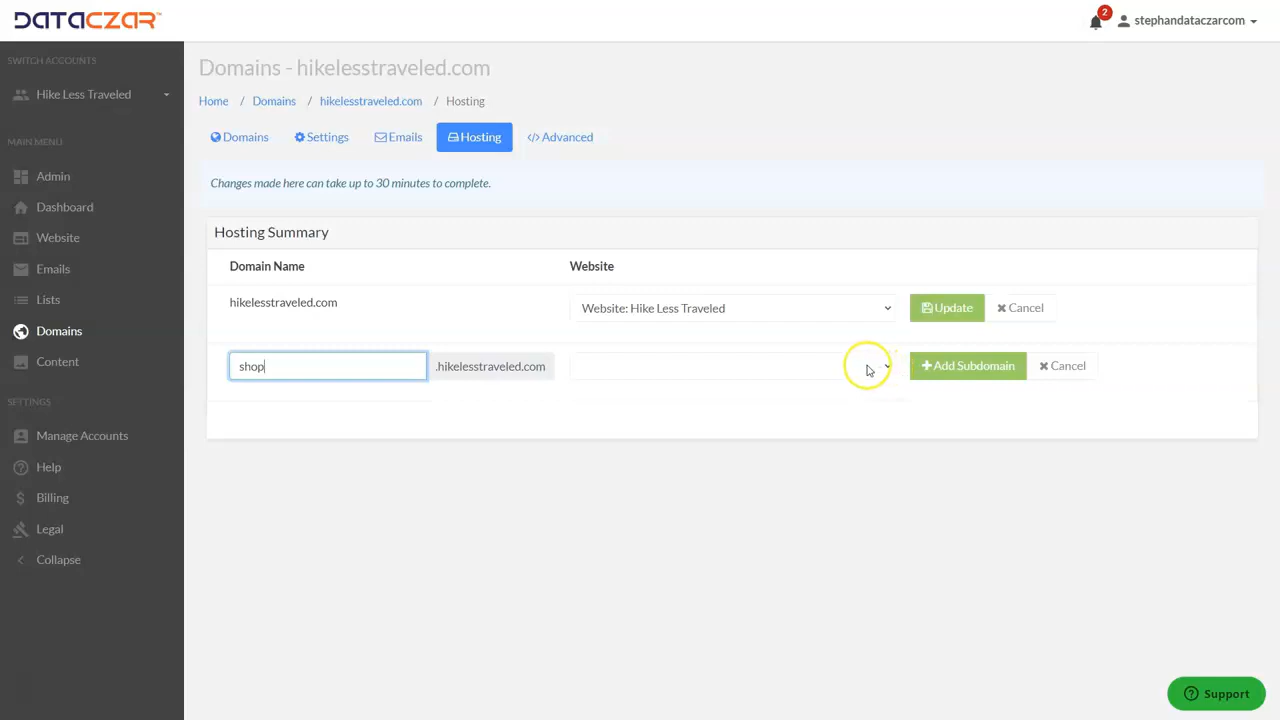 DATACZAR
2
stephandataczarcom
SWITCH ACCOUNTS
Hike Less Traveled
MAIN MENU
Admin
Dashboard
Website
Emails
Lists
Domains
Content
SETTINGS
Manage Accounts
Help
Billing
Legal
Collapse
Domains - hikelesstraveled.com
Home / Domains / hikelesstraveled.com / Hosting
Domains Settings Emails Hosting </> Advanced
Changes made here can take up to 30 minutes to complete.
Hosting Summary
Domain Name Website
hikelesstraveled.com Website: Hike Less Traveled Update Cancel
shop .hikelesstraveled.com Add Subdomain Cancel
Support